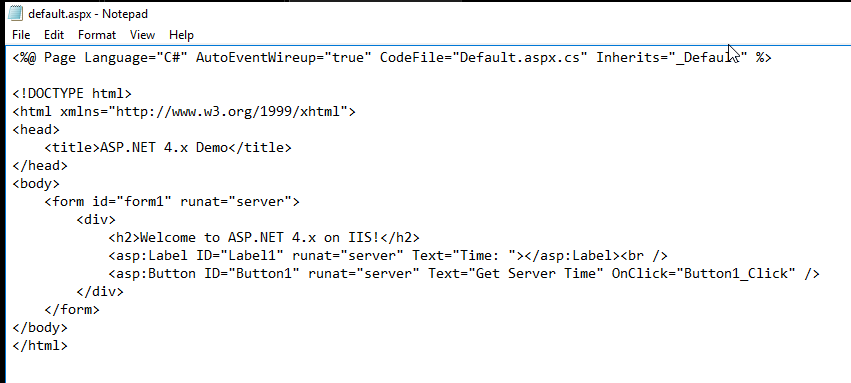 default.aspx - Notepad
File Edit Format View Help
<%@ Page Language="C#" AutoEventWireup="true" CodeFile="Default.aspx.cs" Inherits="_Default" %>

<!DOCTYPE html>
<html xmlns="http://www.w3.org/1999/xhtml">
<head>
    <title>ASP.NET 4.x Demo</title>
</head>
<body>
    <form id="form1" runat="server">
        <div>
            <h2>Welcome to ASP.NET 4.x on IIS!</h2>
            <asp:Label ID="Label1" runat="server" Text="Time: "></asp:Label><br />
            <asp:Button ID="Button1" runat="server" Text="Get Server Time" OnClick="Button1_Click" />
        </div>
    </form>
</body>
</html>